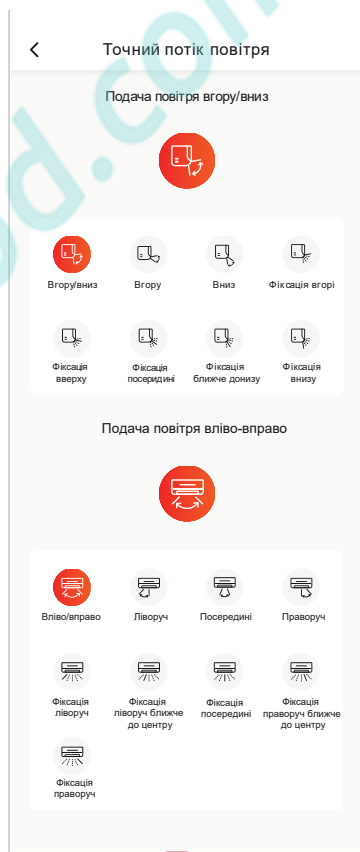 Точний потік повітря
Подача повітря вгору/вниз
Вгору/вниз
Вгору
Вниз
Фіксація вгорі
Фіксація
вверху
Фіксація
посередині
Фіксація
ближче донизу
Фіксація
внизу
Подача повітря вліво-вправо
Вліво/вправо
Ліворуч
Посередині
Праворуч
Фіксація
ліворуч
Фіксація
ліворуч ближче
до центру
Фіксація
посередині
Фіксація
праворуч ближче
до центру
Фіксація
праворуч